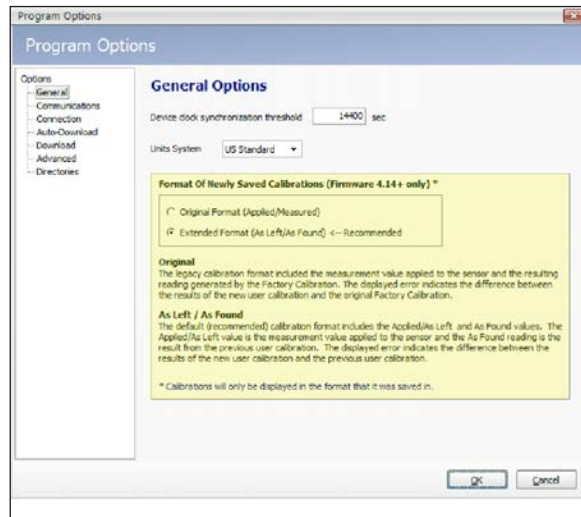 Program Options
Program Options
Options
General
Communications
Connection
Auto-Download
Download
Advanced
Directories
General Options
Device clock synchronization threshold 14400 sec
Units System US Standard
Format Of Newly Saved Calibrations (Firmware 4.14+ only) *
Original Format (Applied/Measured)
Extended Format (As Left/As Found) <-- Recommended
Original
The legacy calibration format included the measurement value applied to the sensor and the resulting
reading generated by the Factory Calibration. The displayed error indicates the difference between
the results of the new user calibration and the original Factory Calibration.
As Left / As Found
The default (recommended) calibration format includes the Applied/As Left and As Found values. The
Applied/As Left value is the measurement value applied to the sensor and the As Found reading is the
result from the previous user calibration. The displayed error indicates the difference between the
results of the new user calibration and the previous user calibration.
* Calibrations will only be displayed in the format that it was saved in.
OK Cancel